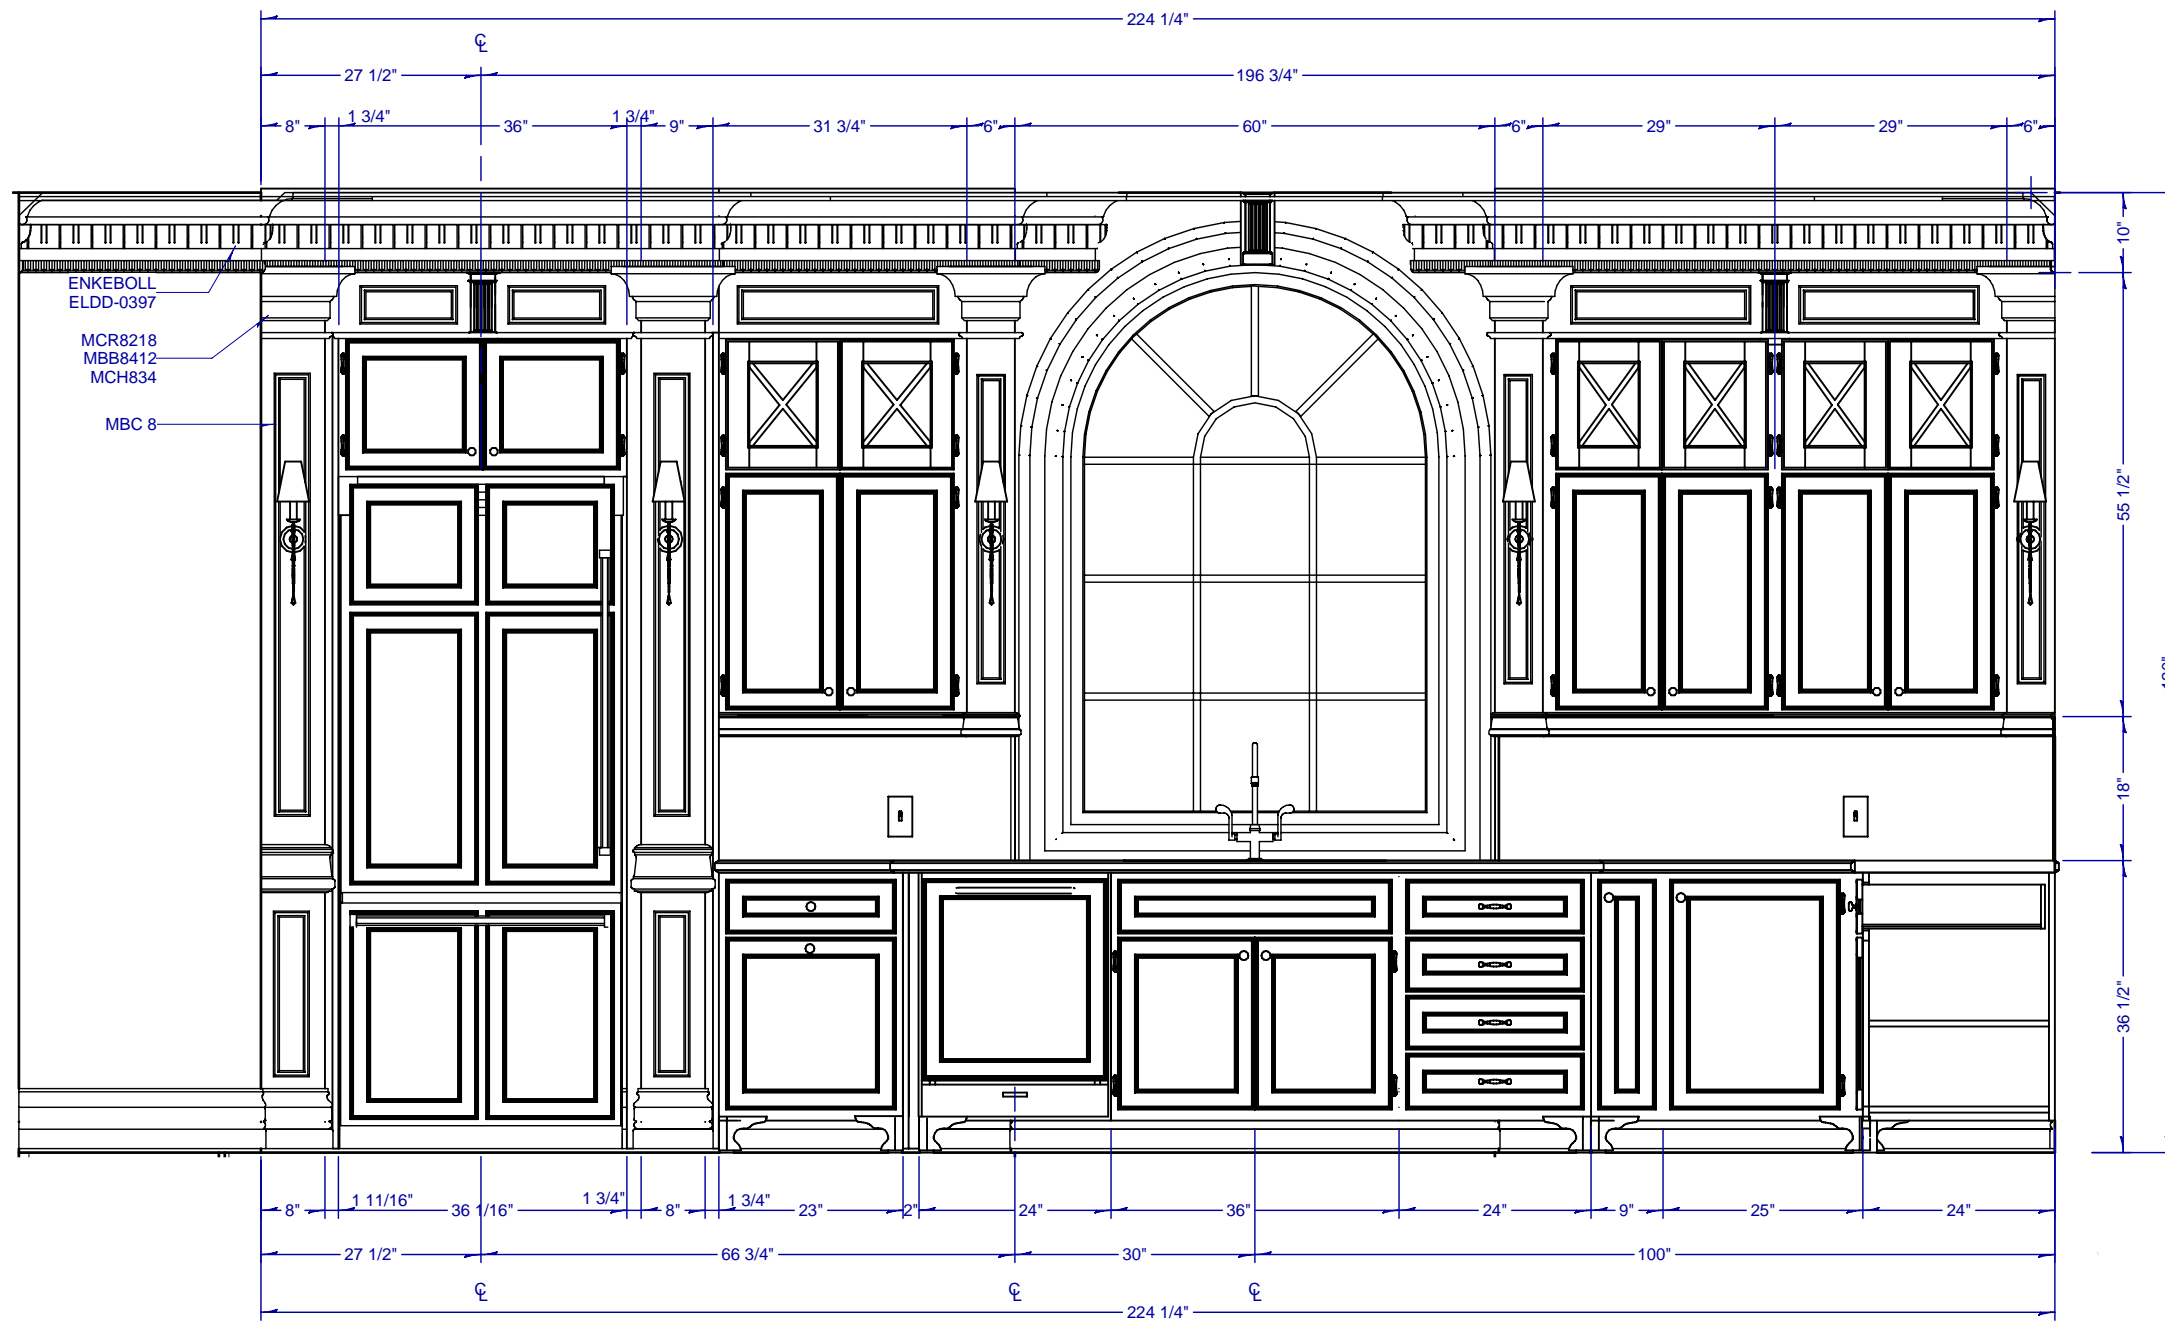 224 1/4"
℄
27 1/2" 196 3/4"
8" 1 3/4" 36" 1 3/4" 9" 31 3/4" 6" 60" 6" 29" 29" 6"
10"
ENKEBOLL
ELDD-0397
MCR8218
MBB8412
MCH834
MBC 8
55 1/2"
18"
36 1/2"
8" 1 11/16" 36 1/16" 1 3/4" 8" 1 3/4" 23" 2" 24" 36" 24" 9" 25" 24"
27 1/2" 66 3/4" 30" 100"
℄ ℄ ℄
224 1/4"